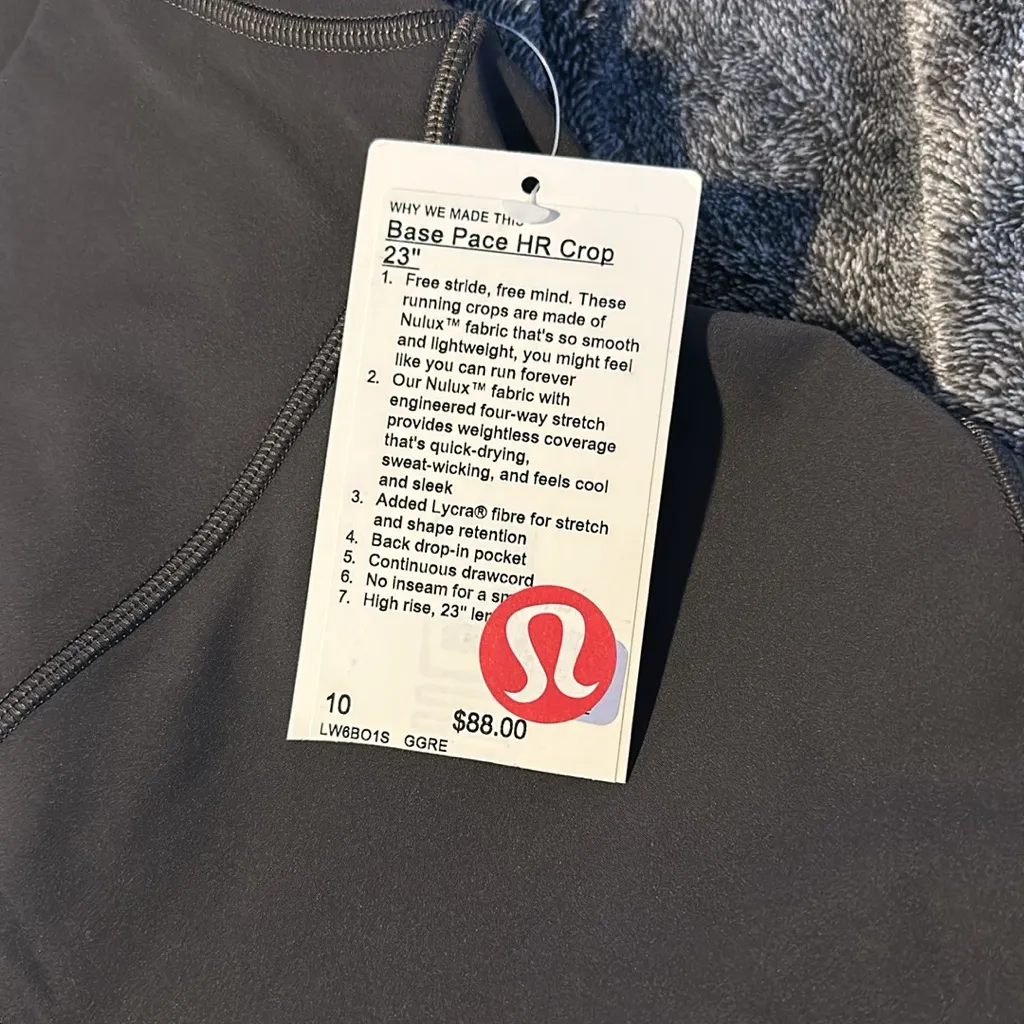 WHY WE MADE
Base Pace HR Crop
23"
1. Free stride, free mind. These
running crops are made of
Nulux™ fabric that's so smooth
and lightweight, you might feel
like you can run forever
2. Our Nulux™ fabric with
engineered four-way stretch
provides weightless coverage
that's quick-drying,
sweat-wicking, and feels cool
and sleek
3. Added Lycra® fibre for stretch
and shape retention
4. Back drop-in pocket
5. Continuous drawcord
6. No inseam for a
7. High rise, 23"
10
$88.00
LW6BO1S GGRE